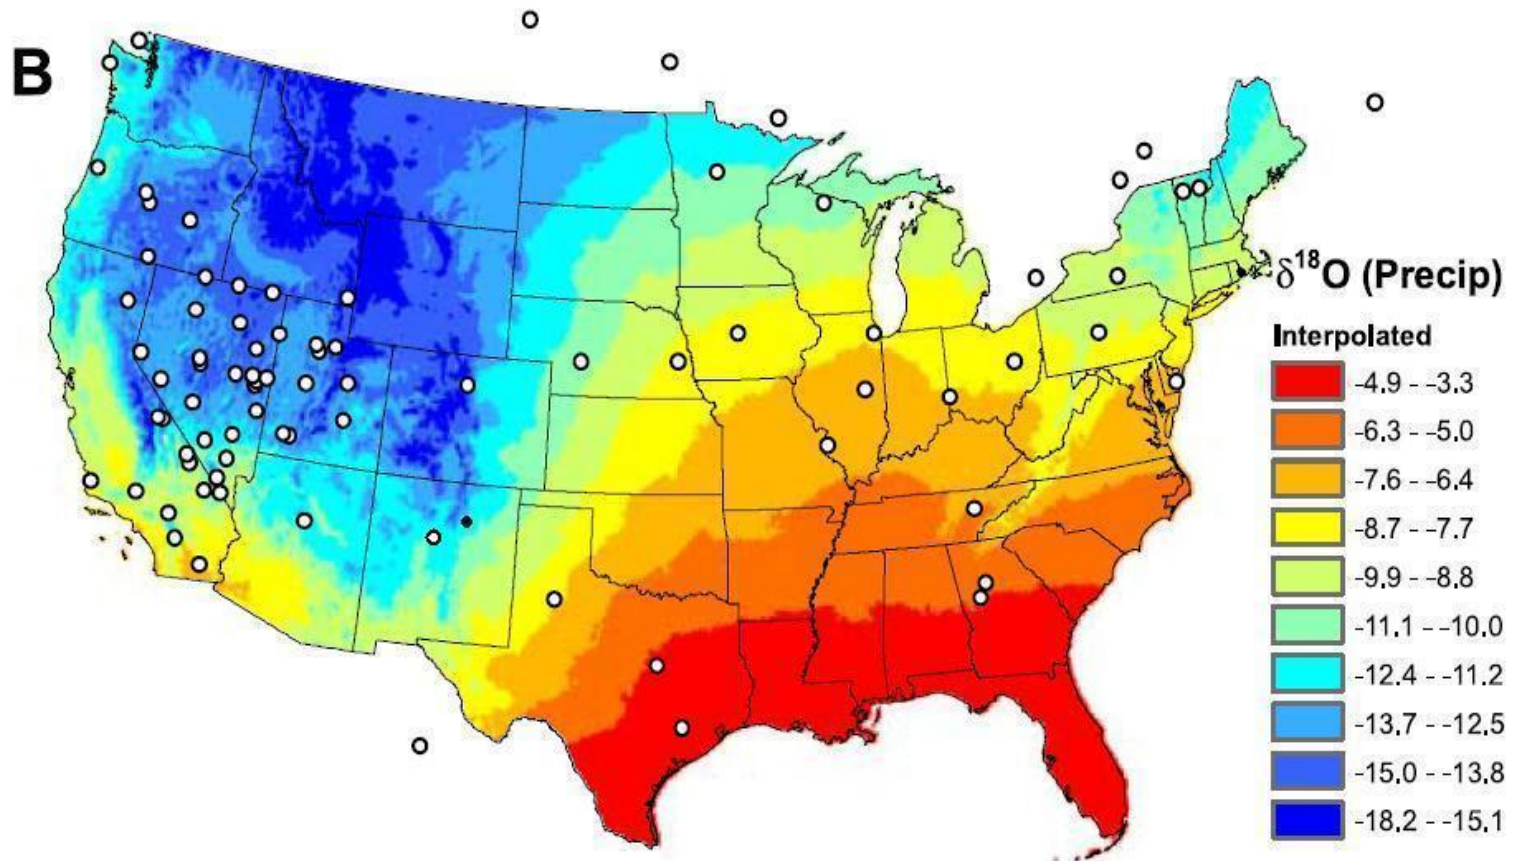 B
δ18O (Precip)
Interpolated
-4.9 - -3.3
-6.3 - -5.0
-7.6 - -6.4
-8.7 - -7.7
-9.9 - -8.8
-11.1 - -10.0
-12.4 - -11.2
-13.7 - -12.5
-15.0 - -13.8
-18.2 - -15.1